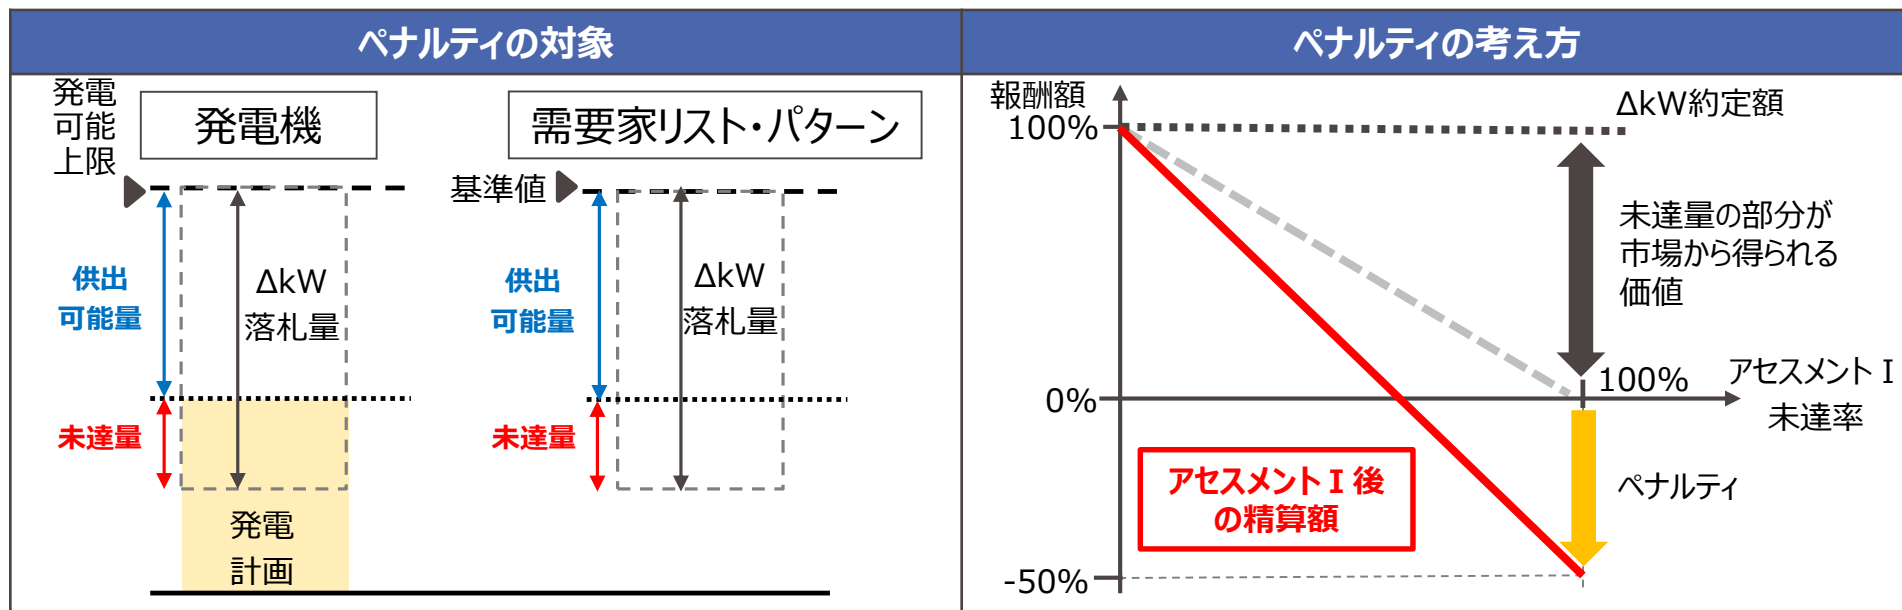 ペナルティの対象
ペナルティの考え方
発電
可能
上限
発電機
需要家リスト・パターン
基準値
供出
可能量
ΔkW
落札量
供出
可能量
ΔkW
落札量
未達量
未達量
発電
計画
報酬額
100%
ΔkW約定額
未達量の部分が
市場から得られる
価値
0%
100%
アセスメントⅠ
未達率
アセスメントⅠ後
の精算額
ペナルティ
-50%